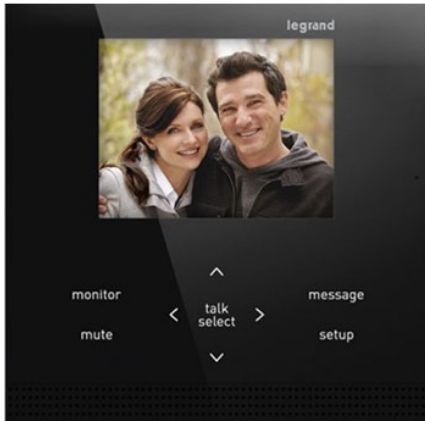 legrand
monitor
message
talk
select
mute
setup